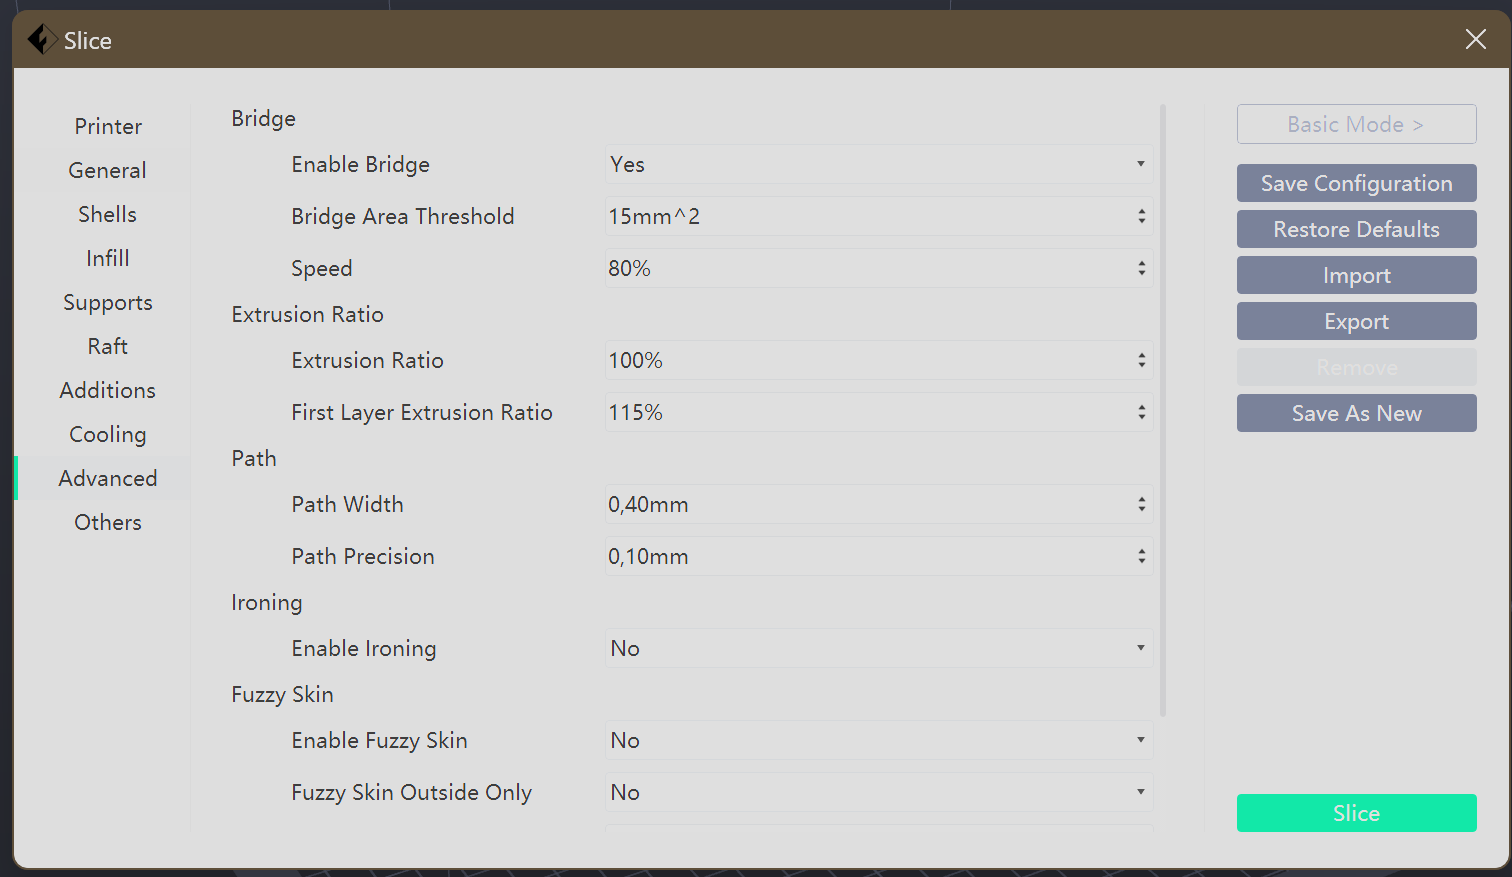 Slice
Printer
General
Shells
Infill
Supports
Raft
Additions
Cooling
Advanced
Others
Bridge
Enable Bridge Yes
Bridge Area Threshold 15mm^2
Speed 80%
Extrusion Ratio
Extrusion Ratio 100%
First Layer Extrusion Ratio 115%
Path
Path Width 0,40mm
Path Precision 0,10mm
Ironing
Enable Ironing No
Fuzzy Skin
Enable Fuzzy Skin No
Fuzzy Skin Outside Only No
Basic Mode >
Save Configuration
Restore Defaults
Import
Export
Remove
Save As New
Slice